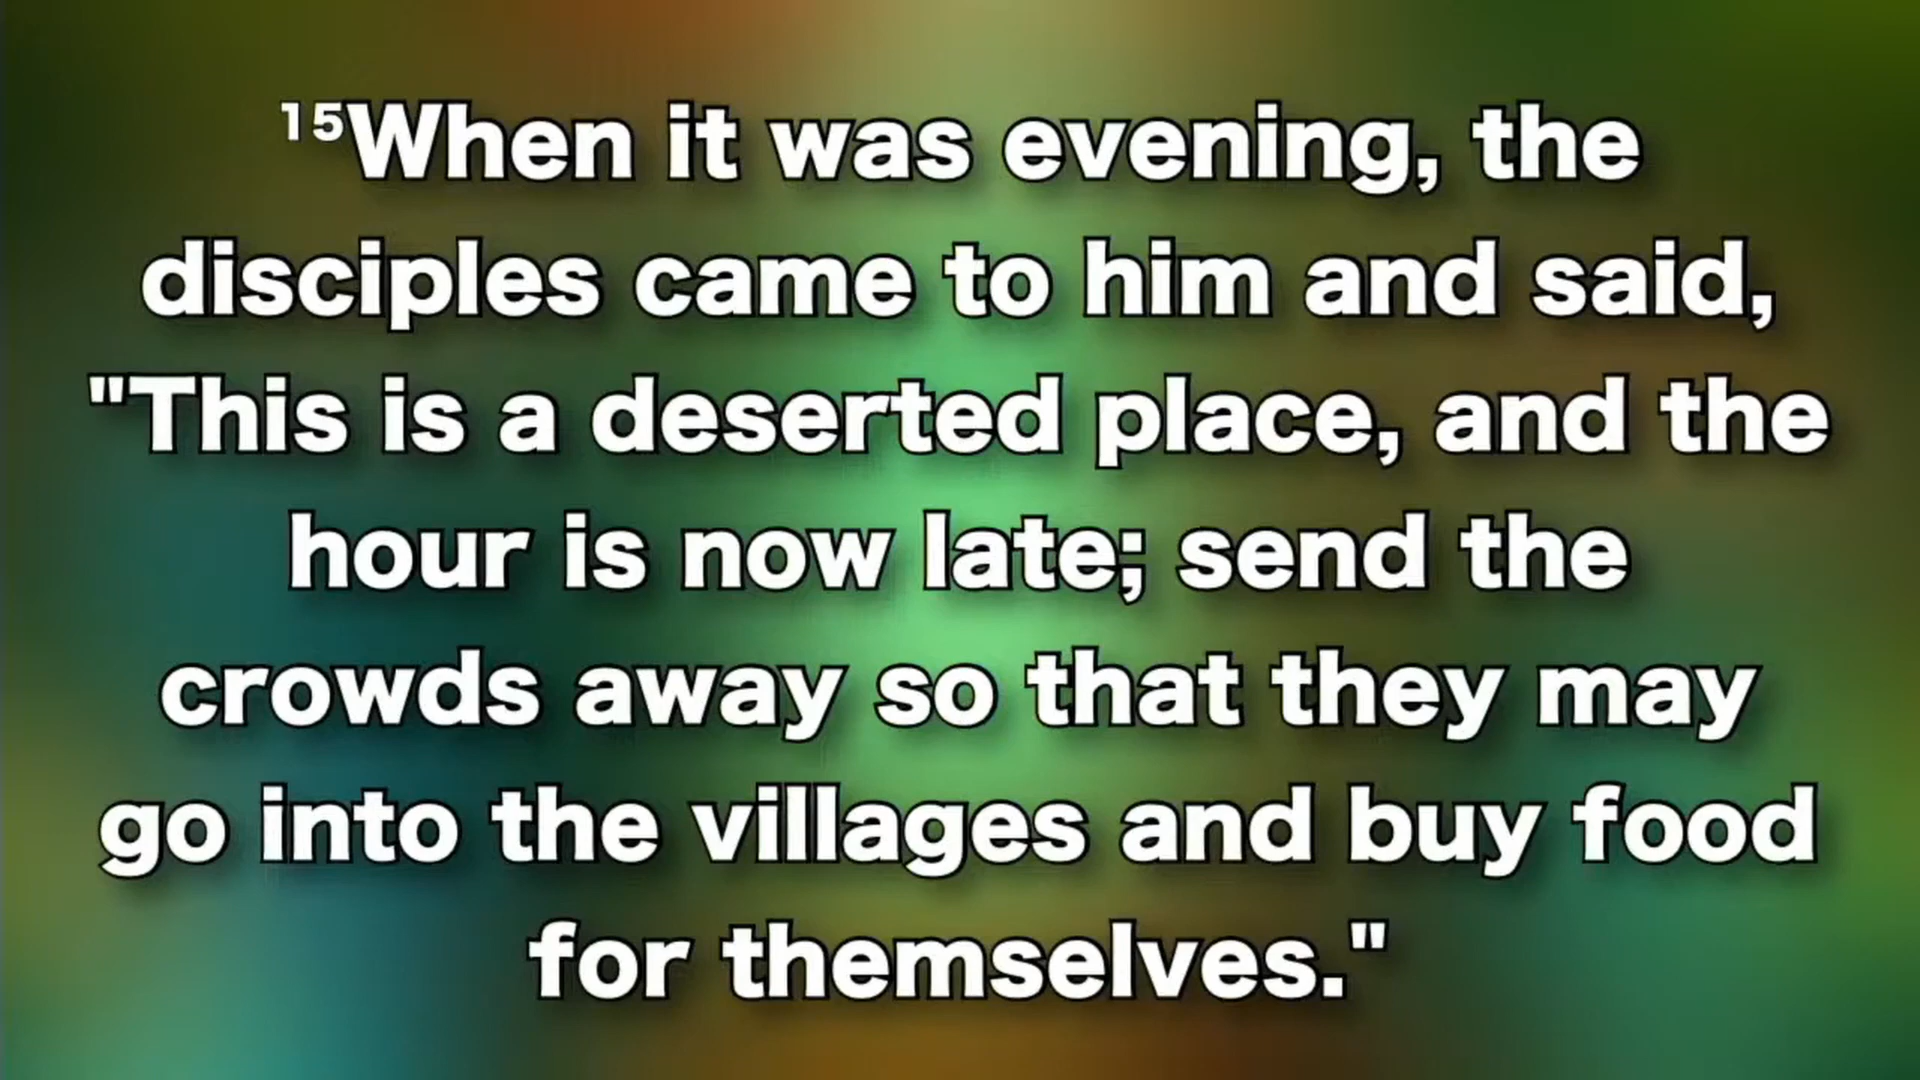 ¹⁵When it was evening, the
disciples came to him and said,
"This is a deserted place, and the
hour is now late; send the
crowds away so that they may
go into the villages and buy food
for themselves."